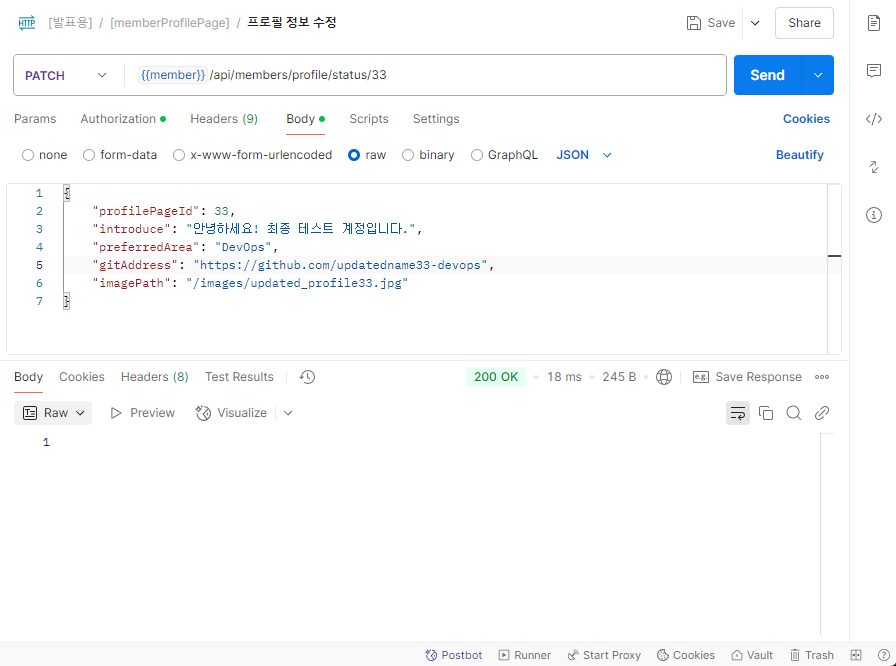 HTTP [발표용] / [memberProfilePage] / 프로필 정보 수정 Save Share
PATCH {{member}} /api/members/profile/status/33 Send
Params Authorization Headers (9) Body Scripts Settings Cookies
none form-data x-www-form-urlencoded raw binary GraphQL JSON Beautify
1 {
2 "profilePageId": 33,
3 "introduce": "안녕하세요! 최종 테스트 계정입니다.",
4 "preferredArea": "DevOps",
5 "gitAddress": "https://github.com/updatedname33-devops",
6 "imagePath": "/images/updated_profile33.jpg"
7 }
Body Cookies Headers (8) Test Results 200 OK 18 ms 245 B e.g. Save Response
Raw Preview Visualize
1
Postbot Runner Start Proxy Cookies Vault Trash